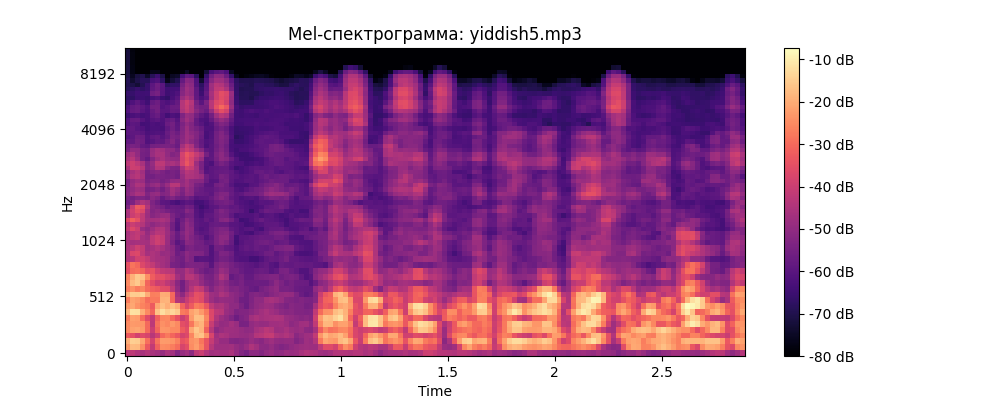 Mel-спектрограмма: yiddish5.mp3
Hz
8192
4096
2048
1024
512
0
0 0.5 1 1.5 2 2.5
Time
-10 dB
-20 dB
-30 dB
-40 dB
-50 dB
-60 dB
-70 dB
-80 dB